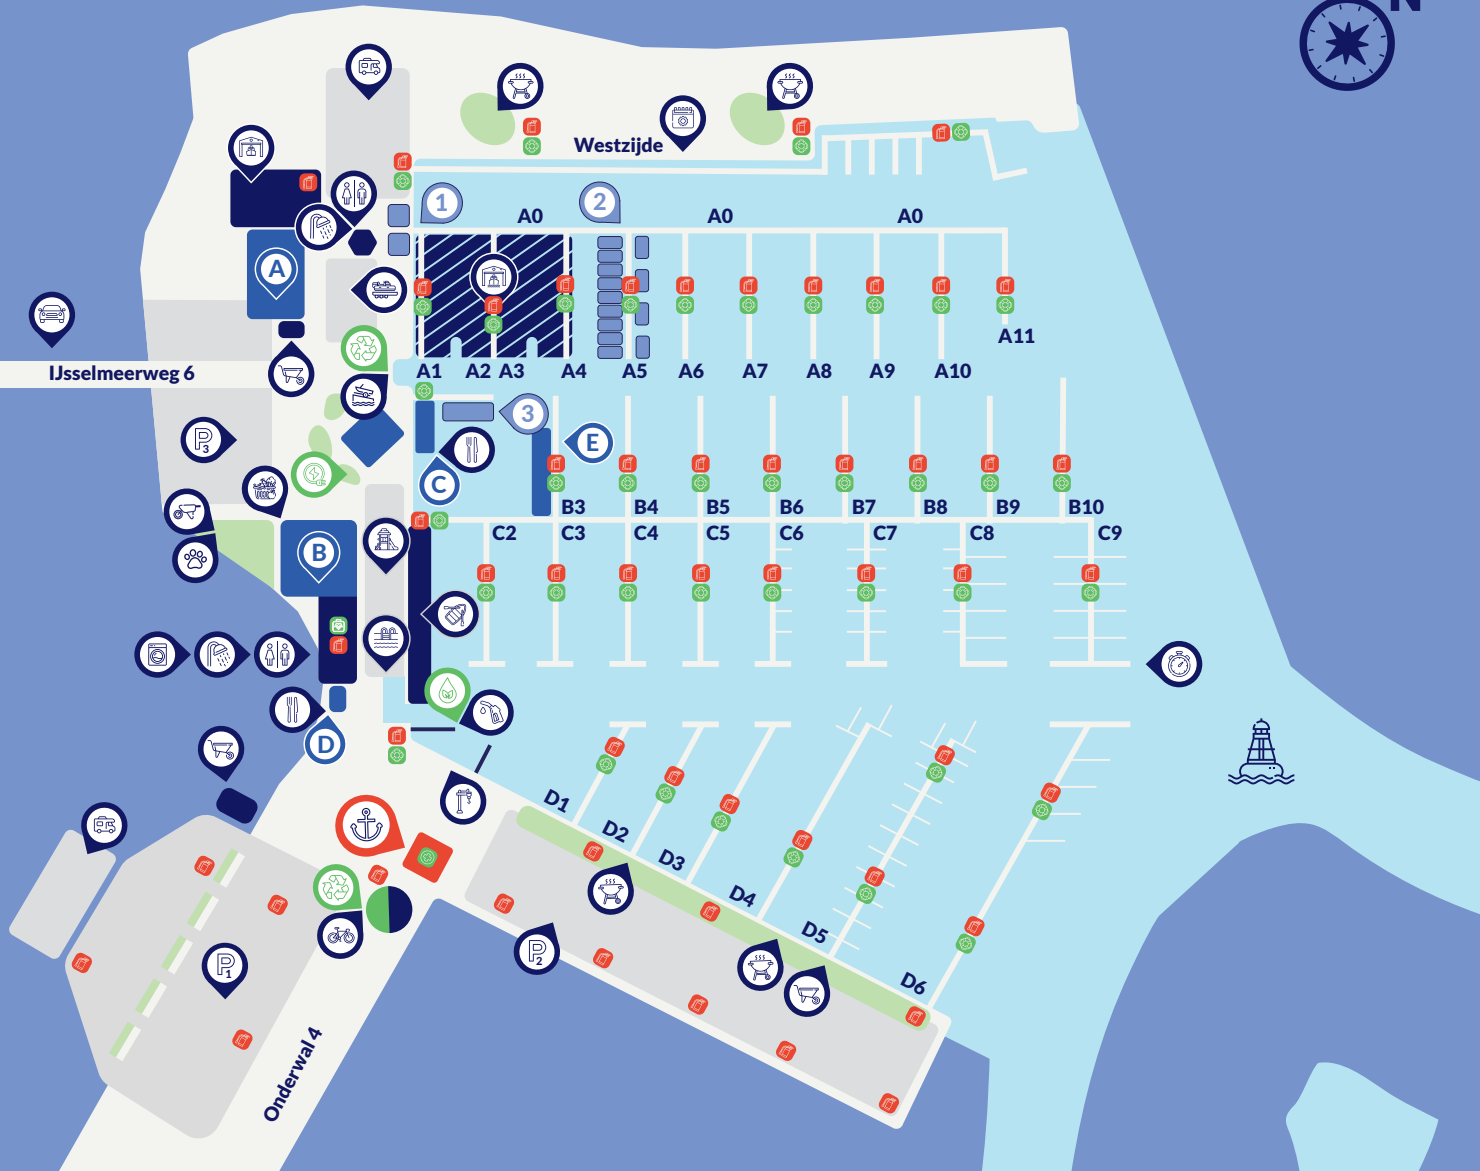 N
Westzijde
1
2
A0
A0
A0
A
A11
IJsselmeerweg 6
A1
A2
A3
A4
A5
A6
A7
A8
A9
A10
3
P3
E
C
B3
B4
B5
B6
B7
B8
B9
B10
C2
C3
C4
C5
C6
C7
C8
C9
B
D
D1
D2
D3
D4
D5
D6
P1
P2
Onderwal 4